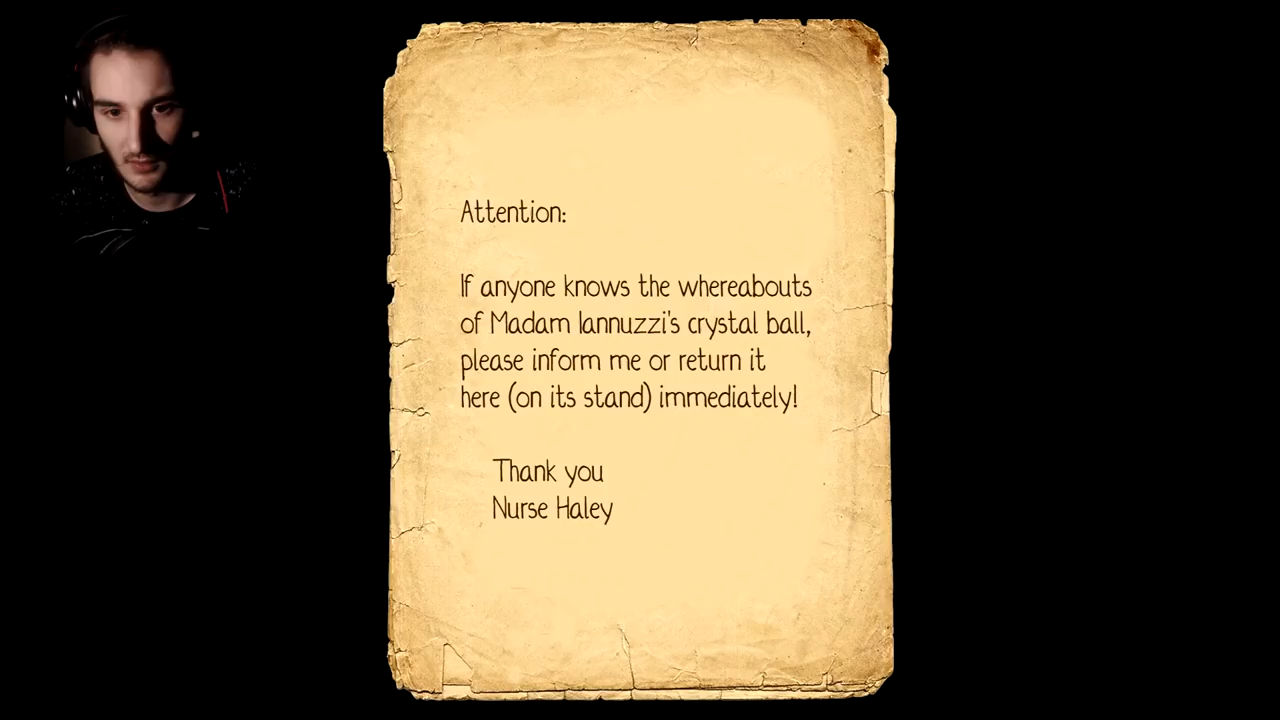 Attention:
If anyone knows the whereabouts
of Madam Iannuzzi's crystal ball,
please inform me or return it
here (on its stand) immediately!
Thank you
Nurse Haley